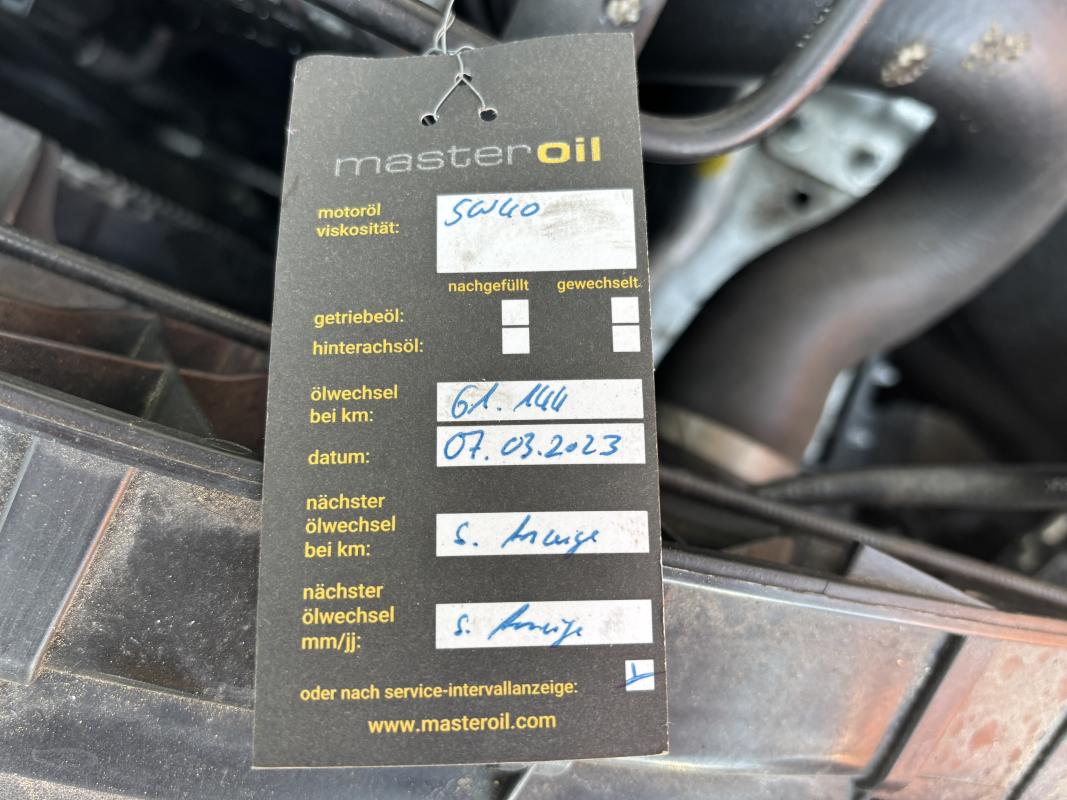 masteroil
motoröl
viskosität: 5W40
nachgefüllt gewechselt
getriebeöl:
hinterachsöl:
ölwechsel
bei km: 61.144
datum: 07.03.2023
nächster
ölwechsel
bei km: s. Anzeige
nächster
ölwechsel
mm/jj: s. Anzeige
oder nach service-intervallanzeige:
www.masteroil.com